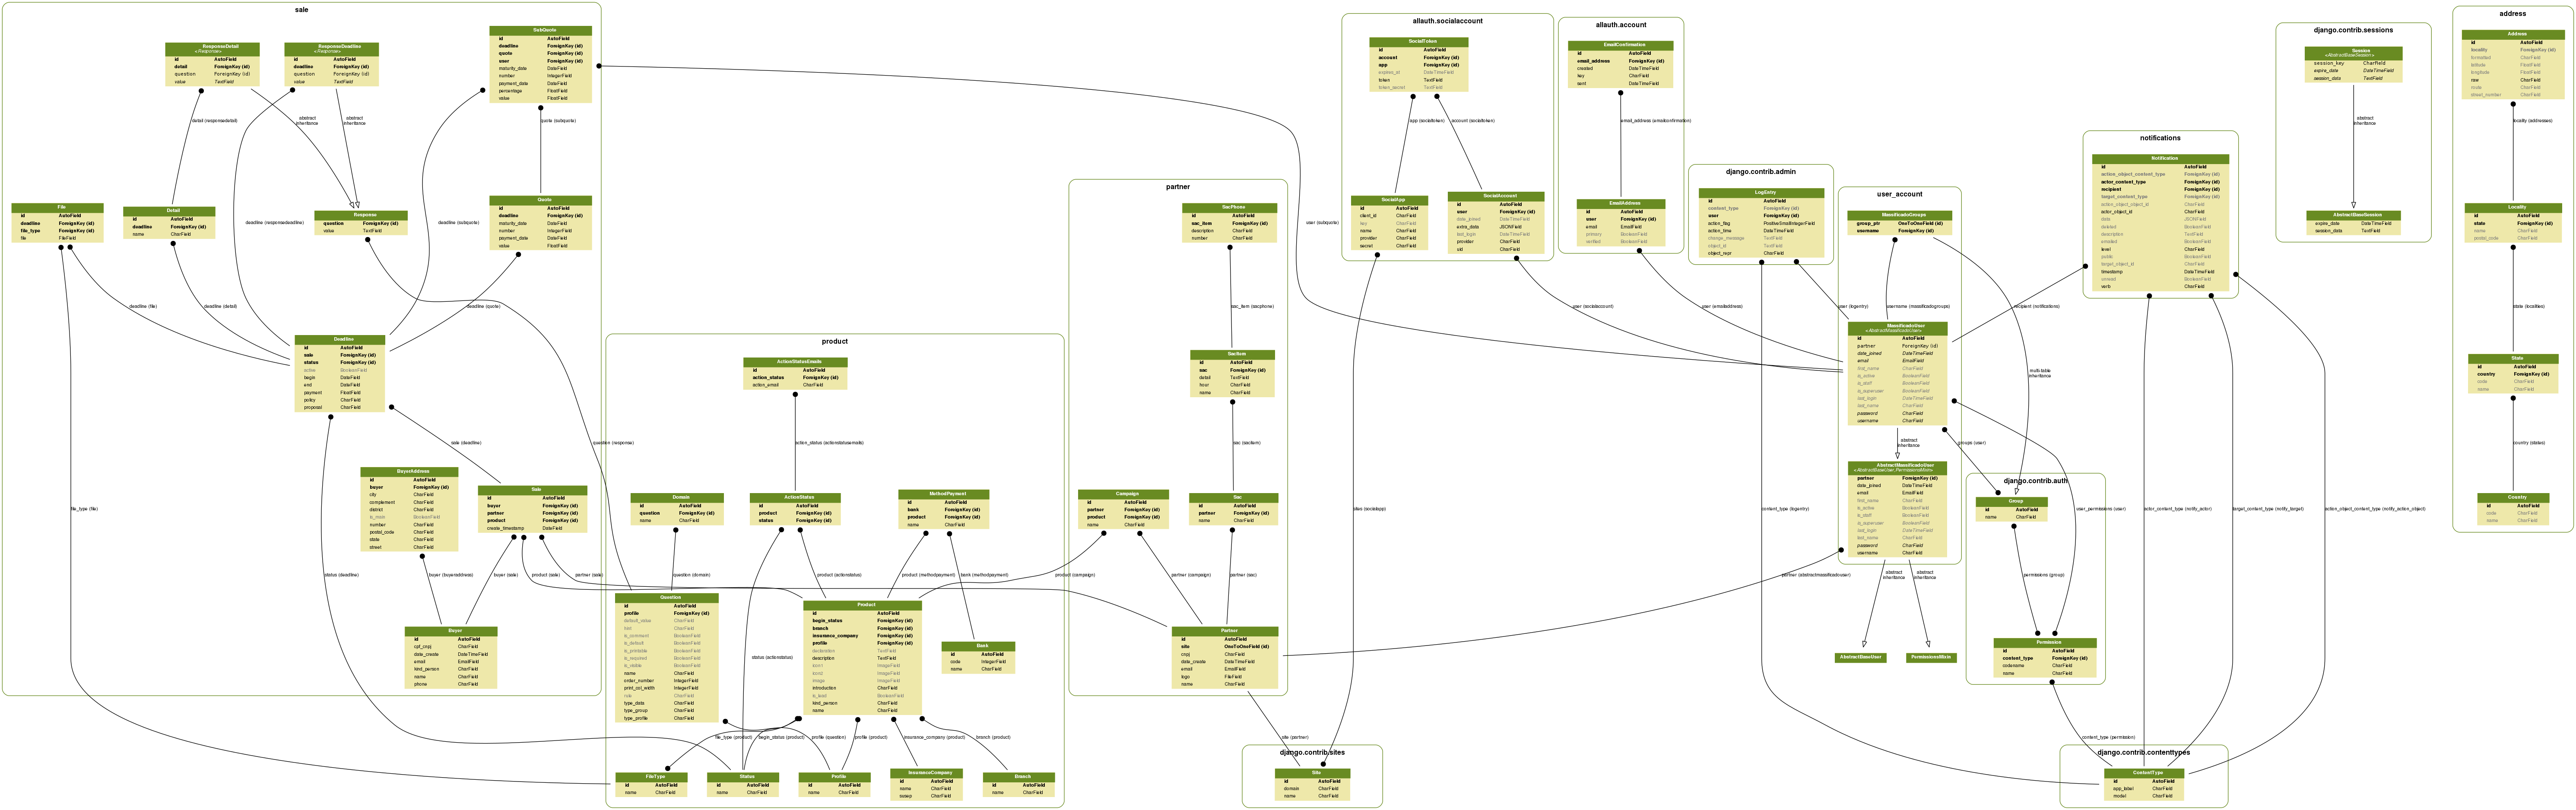 sale
ResponseDetail
<Response>
id AutoField
detail ForeignKey (id)
question ForeignKey (id)
value TextField
ResponseDeadline
<Response>
id AutoField
deadline ForeignKey (id)
question ForeignKey (id)
value TextField
SubQuote
id AutoField
deadline ForeignKey (id)
quote ForeignKey (id)
user ForeignKey (id)
maturity_date DateField
number IntegerField
payment_date DateField
percentage FloatField
value FloatField
detail (responsedetail)
abstract
inheritance
abstract
inheritance
quote (subquote)
File
id AutoField
deadline ForeignKey (id)
file_type ForeignKey (id)
file FileField
Detail
id AutoField
deadline ForeignKey (id)
name CharField
Response
question ForeignKey (id)
value TextField
Quote
id AutoField
deadline ForeignKey (id)
maturity_date DateField
number IntegerField
payment_date DateField
value FloatField
deadline (responsedeadline)
deadline (subquote)
deadline (file)
deadline (detail)
deadline (quote)
Deadline
id AutoField
sale ForeignKey (id)
status ForeignKey (id)
active BooleanField
begin DateField
end DateField
payment FloatField
policy CharField
proposal CharField
sale (deadline)
question (response)
BuyerAddress
id AutoField
buyer ForeignKey (id)
city CharField
complement CharField
district CharField
is_main BooleanField
number CharField
postal_code CharField
state CharField
street CharField
Sale
id AutoField
buyer ForeignKey (id)
partner ForeignKey (id)
product ForeignKey (id)
create_timestamp DateField
file_type (file)
status (deadline)
buyer (buyeraddress)
buyer (sale)
product (sale)
partner (sale)
Buyer
id AutoField
cpf_cnpj CharField
date_create DateTimeField
email EmailField
kind_person CharField
name CharField
phone CharField
product
ActionStatusEmails
id AutoField
action_status ForeignKey (id)
action_email CharField
action_status (actionstatusemails)
Domain
id AutoField
question ForeignKey (id)
name CharField
ActionStatus
id AutoField
product ForeignKey (id)
status ForeignKey (id)
MethodPayment
id AutoField
bank ForeignKey (id)
product ForeignKey (id)
name CharField
question (domain)
product (actionstatus)
product (methodpayment)
bank (methodpayment)
product (campaign)
Question
id AutoField
profile ForeignKey (id)
default_value CharField
hint CharField
is_command BooleanField
is_default BooleanField
is_printable BooleanField
is_required BooleanField
is_visible BooleanField
name CharField
order_number IntegerField
print_col_width IntegerField
rule CharField
type_data CharField
type_group CharField
type_profile CharField
status (actionstatus)
Product
id AutoField
begin_status ForeignKey (id)
branch ForeignKey (id)
insurance_company ForeignKey (id)
profile ForeignKey (id)
declaration TextField
description TextField
ImageField
ImageField
image ImageField
introduction CharField
is_lead BooleanField
kind_person CharField
name CharField
Bank
id AutoField
code IntegerField
name CharField
file_type (product)
begin_status (product)
profile (question)
profile (product)
insurance_company (product)
branch (product)
FileType
id AutoField
name CharField
Status
id AutoField
name CharField
Profile
id AutoField
name CharField
InsuranceCompany
id AutoField
name CharField
susep CharField
Branch
id AutoField
name CharField
partner
SacPhone
id AutoField
sac_item ForeignKey (id)
description CharField
number CharField
sac_item (sacphone)
SacItem
id AutoField
sac ForeignKey (id)
detail TextField
hour CharField
name CharField
sac (sacitem)
Campaign
id AutoField
partner ForeignKey (id)
product ForeignKey (id)
name CharField
Sac
id AutoField
partner ForeignKey (id)
name CharField
partner (campaign)
partner (sac)
Partner
id AutoField
site OneToOneField (id)
cnpj CharField
date_create DateTimeField
email EmailField
logo FileField
name CharField
site (partner)
django.contrib.sites
Site
id AutoField
domain CharField
name CharField
user (subquote)
sites (socialapp)
allauth.socialaccount
SocialToken
id AutoField
account ForeignKey (id)
app ForeignKey (id)
expires_at DateTimeField
token TextField
token_secret TextField
app (socialtoken)
account (socialtoken)
SocialApp
id AutoField
client_id CharField
key CharField
name CharField
provider CharField
secret CharField
SocialAccount
id AutoField
user ForeignKey (id)
date_joined DateTimeField
extra_data JSONField
last_login DateTimeField
provider CharField
uid CharField
user (socialaccount)
allauth.account
EmailConfirmation
id AutoField
email_address ForeignKey (id)
created DateTimeField
key CharField
sent DateTimeField
email_address (emailconfirmation)
EmailAddress
id AutoField
user ForeignKey (id)
email EmailField
primary BooleanField
verified BooleanField
user (emailaddress)
django.contrib.admin
LogEntry
id AutoField
content_type ForeignKey (id)
user ForeignKey (id)
action_flag PositiveSmallIntegerField
action_time DateTimeField
change_message TextField
object_id TextField
object_repr CharField
user (logentry)
content_type (logentry)
user_account
MassificadoGroups
group_ptr OneToOneField (id)
username ForeignKey (id)
username (massificadogroups)
MassificadoUser
<AbstractMassificadoUser>
id AutoField
partner ForeignKey (id)
date_joined DateTimeField
email EmailField
first_name CharField
is_active BooleanField
is_staff BooleanField
is_superuser BooleanField
last_login DateTimeField
last_name CharField
password CharField
username CharField
abstract
inheritance
multi-table
inheritance
groups (user)
AbstractMassificadoUser
<AbstractBaseUser,PermissionsMixin>
partner ForeignKey (id)
date_joined DateTimeField
email EmailField
first_name CharField
is_active BooleanField
is_staff BooleanField
is_superuser BooleanField
last_login DateTimeField
last_name CharField
password CharField
username CharField
partner (abstractmassificadouser)
abstract
inheritance
abstract
inheritance
AbstractBaseUser
PermissionsMixin
django.contrib.auth
Group
id AutoField
name CharField
user_permissions (user)
permissions (group)
Permission
id AutoField
content_type ForeignKey (id)
codename CharField
name CharField
content_type (permission)
django.contrib.contenttypes
ContentType
id AutoField
app_label CharField
model CharField
notifications
Notification
id AutoField
action_object_content_type ForeignKey (id)
actor_content_type ForeignKey (id)
recipient ForeignKey (id)
target_content_type ForeignKey (id)
action_object_object_id CharField
actor_object_id CharField
data JSONField
deleted BooleanField
description TextField
emailed BooleanField
level CharField
public BooleanField
target_object_id CharField
timestamp DateTimeField
unread BooleanField
verb CharField
recipient (notifications)
actor_content_type (notify_actor)
target_content_type (notify_target)
action_object_content_type (notify_action_object)
django.contrib.sessions
Session
<AbstractBaseSession>
session_key CharField
expire_date DateTimeField
session_data TextField
abstract
inheritance
AbstractBaseSession
expire_date DateTimeField
session_data TextField
address
Address
id AutoField
locality ForeignKey (id)
formatted CharField
latitude FloatField
longitude FloatField
raw CharField
route CharField
street_number CharField
locality (addresses)
Locality
id AutoField
state ForeignKey (id)
name CharField
postal_code CharField
state (localities)
State
id AutoField
country ForeignKey (id)
code CharField
name CharField
country (states)
Country
id AutoField
code CharField
name CharField